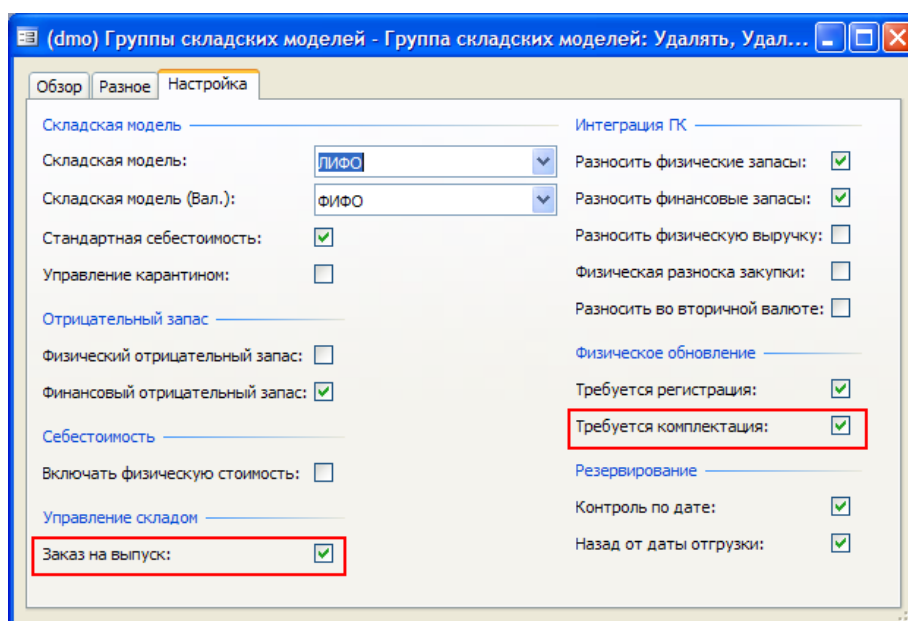 (dmo) Группы складских моделей - Группа складских моделей: Удалять, Удал...
Обзор Разное Настройка
Складская модель
Складская модель: ЛИФО
Складская модель (Вал.): ФИФО
Стандартная себестоимость:
Управление карантином:
Отрицательный запас
Физический отрицательный запас:
Финансовый отрицательный запас:
Себестоимость
Включать физическую стоимость:
Управление складом
Заказ на выпуск:
Интеграция ГК
Разносить физические запасы:
Разносить финансовые запасы:
Разносить физическую выручку:
Физическая разноска закупки:
Разносить во вторичной валюте:
Физическое обновление
Требуется регистрация:
Требуется комплектация:
Резервирование
Контроль по дате:
Назад от даты отгрузки: